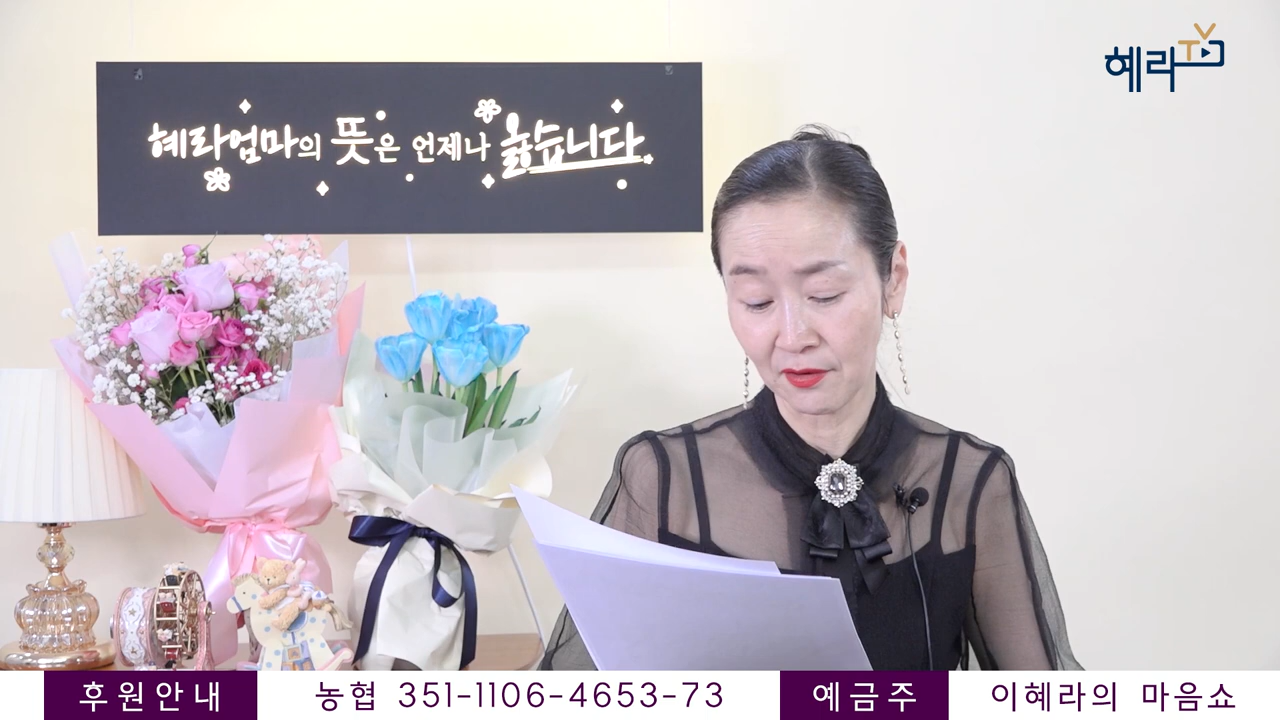 혜라TV
혜라엄마의 뜻은 언제나 옳습니다.
후원안내 농협 351-1106-4653-73 예금주 이혜라의 마음쇼